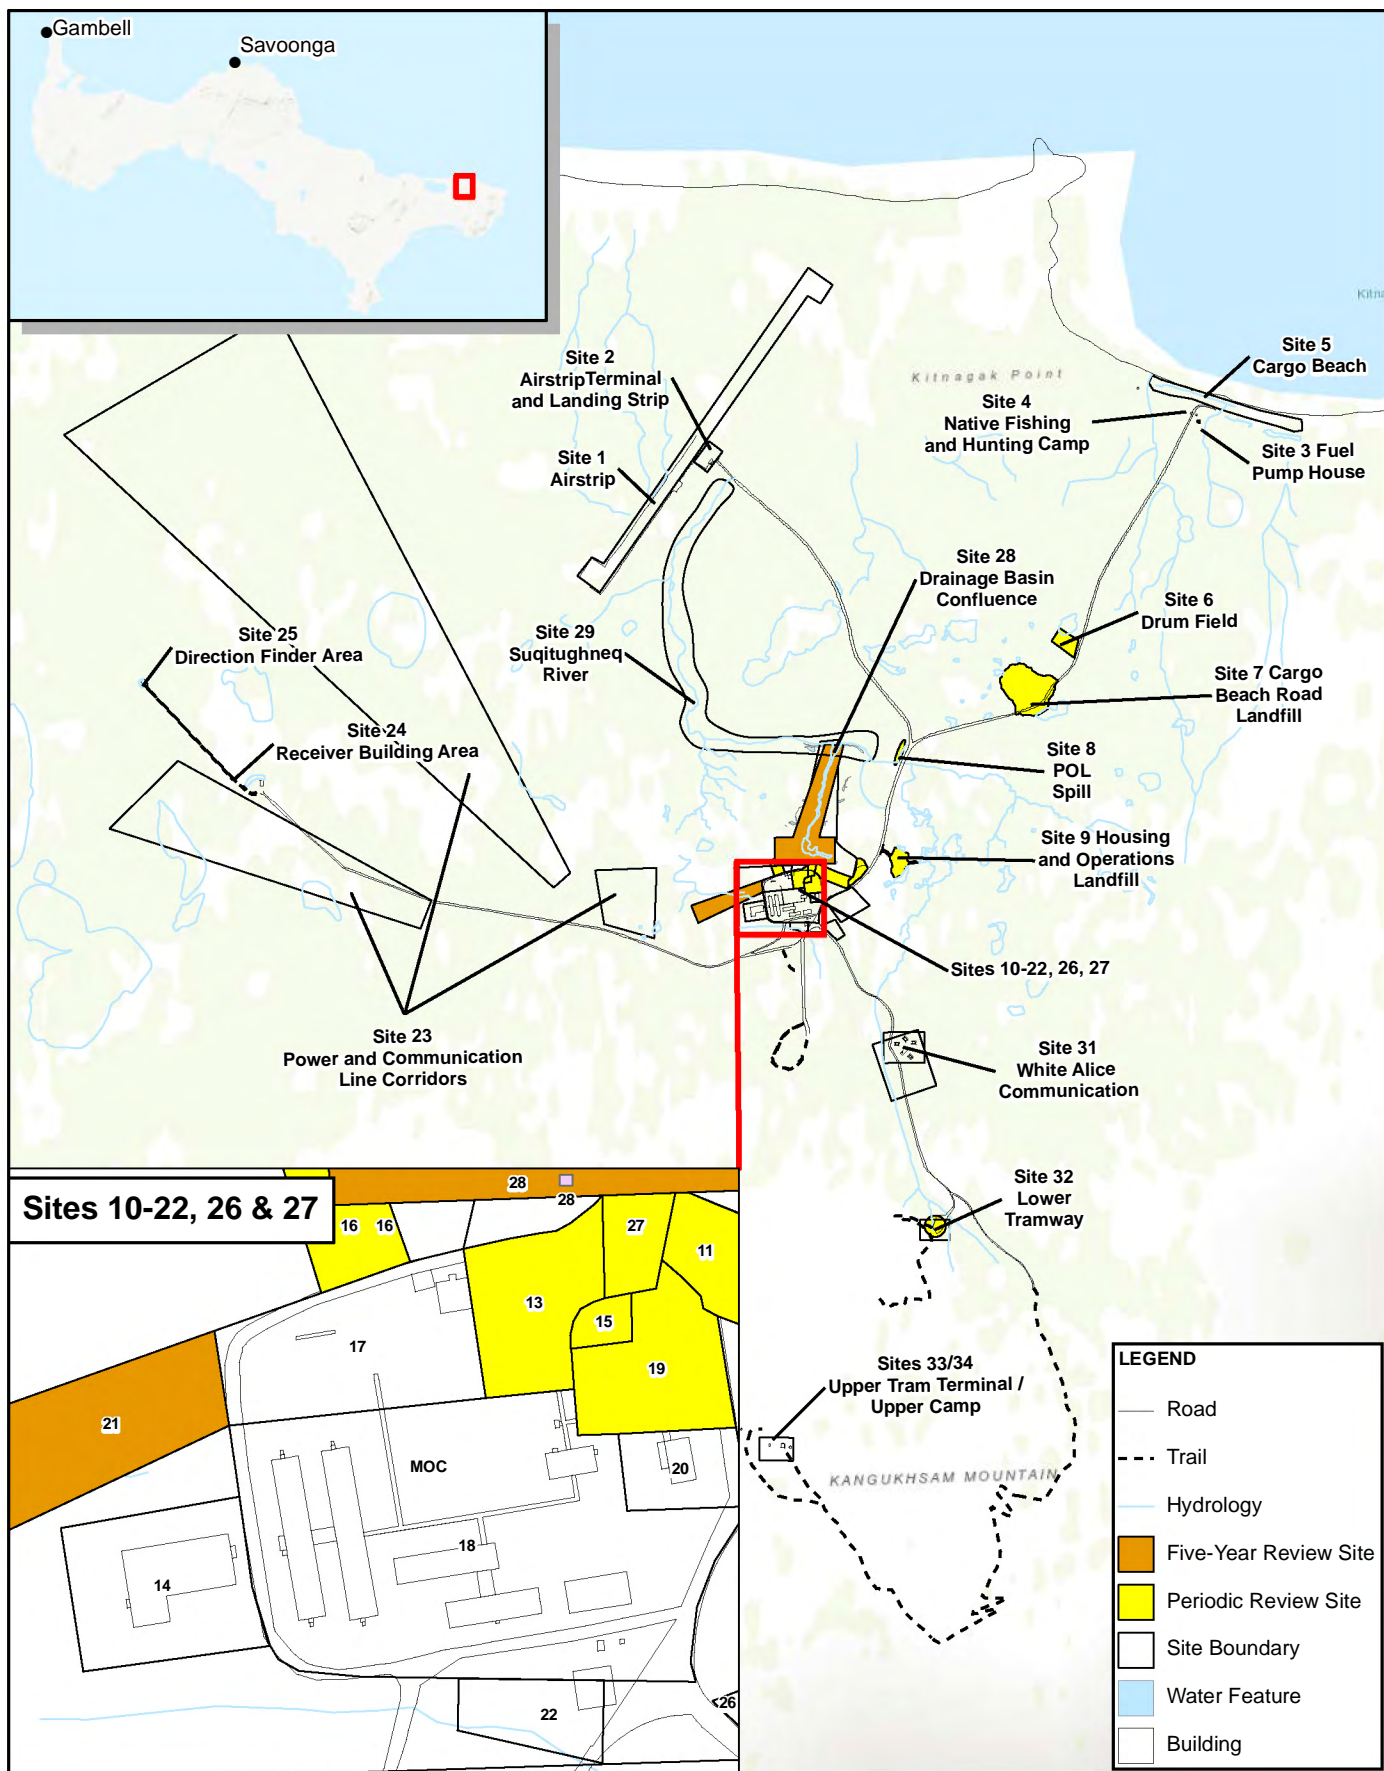 Gambell
Savoonga
Kitna
Site 5
Cargo Beach
Kitnagak Point
Site 2
AirstripTerminal
and Landing Strip
Site 4
Native Fishing
and Hunting Camp
Site 3 Fuel
Pump House
Site 1
Airstrip
Site 28
Drainage Basin
Confluence
Site 6
Drum Field
Site 25
Direction Finder Area
Site 29
Suqitughneq
River
Site 7 Cargo
Beach Road
Landfill
Site 24
Receiver Building Area
Site 8
POL
Spill
Site 9 Housing
and Operations
Landfill
Sites 10-22, 26, 27
Site 23
Power and Communication
Line Corridors
Site 31
White Alice
Communication
Site 32
Lower
Tramway
Sites 33/34
Upper Tram Terminal /
Upper Camp
KANGUKHSAM MOUNTAIN
Sites 10-22, 26 & 27
28
28
16
16
27
11
13
15
17
19
21
MOC
20
18
14
22
26
LEGEND
Road
Trail
Hydrology
Five-Year Review Site
Periodic Review Site
Site Boundary
Water Feature
Building